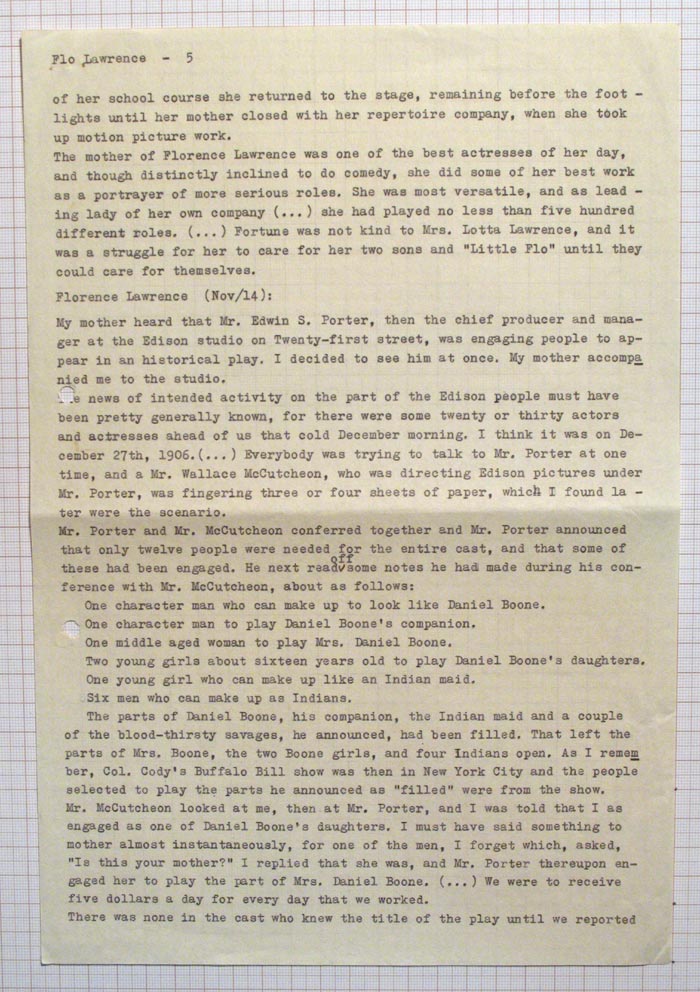 Flo Lawrence - 5
of her school course she returned to the stage, remaining before the foot -
lights until her mother closed with her repertoire company, when she took
up motion picture work.
The mother of Florence Lawrence was one of the best actresses of her day,
and though distinctly inclined to do comedy, she did some of her best work
as a portrayer of more serious roles. She was most versatile, and as lead -
ing lady of her own company (...) she had played no less than five hundred
different roles. (...) Fortune was not kind to Mrs. Lotta Lawrence, and it
was a struggle for her to care for her two sons and "Little Flo" until they
could care for themselves.
Florence Lawrence (Nov/14):
My mother heard that Mr. Edwin S. Porter, then the chief producer and mana-
ger at the Edison studio on Twenty-first street, was engaging people to ap-
pear in an historical play. I decided to see him at once. My mother accompa
nied me to the studio.
e news of intended activity on the part of the Edison people must have
been pretty generally known, for there were some twenty or thirty actors
and actresses ahead of us that cold December morning. I think it was on De-
cember 27th, 1906.(...) Everybody was trying to talk to Mr. Porter at one
time, and a Mr. Wallace McCutcheon, who was directing Edison pictures under
Mr. Porter, was fingering three or four sheets of paper, which I found la -
ter were the scenario.
Mr. Porter and Mr. McCutcheon conferred together and Mr. Porter announced
that only twelve people were needed for the entire cast, and that some of
these had been engaged. He next read off some notes he had made during his con-
ference with Mr. McCutcheon, about as follows:
One character man who can make up to look like Daniel Boone.
One character man to play Daniel Boone's companion.
One middle aged woman to play Mrs. Daniel Boone.
Two young girls about sixteen years old to play Daniel Boone's daughters.
One young girl who can make up like an Indian maid.
Six men who can make up as Indians.
The parts of Daniel Boone, his companion, the Indian maid and a couple
of the blood-thirsty savages, he announced, had been filled. That left the
parts of Mrs. Boone, the two Boone girls, and four Indians open. As I remem
ber, Col. Cody's Buffalo Bill show was then in New York City and the people
selected to play the parts he announced as "filled" were from the show.
Mr. McCutcheon looked at me, then at Mr. Porter, and I was told that I as
engaged as one of Daniel Boone's daughters. I must have said something to
mother almost instantaneously, for one of the men, I forget which, asked,
"Is this your mother?" I replied that she was, and Mr. Porter thereupon en-
gaged her to play the part of Mrs. Daniel Boone. (...) We were to receive
five dollars a day for every day that we worked.
There was none in the cast who knew the title of the play until we reported